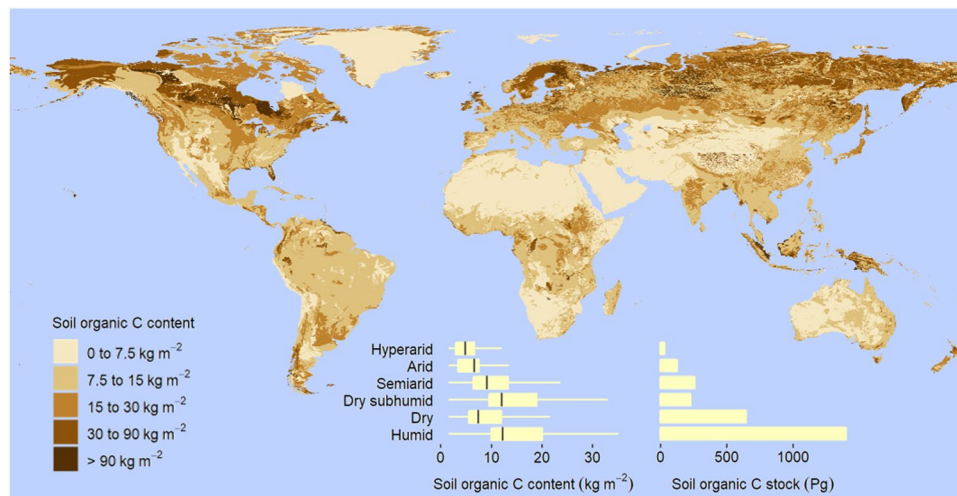 Soil organic C content
0 to 7.5 kg m⁻²
7.5 to 15 kg m⁻²
15 to 30 kg m⁻²
30 to 90 kg m⁻²
> 90 kg m⁻²
Hyperarid
Arid
Semiarid
Dry subhumid
Dry
Humid
0 10 20 30
Soil organic C content (kg m⁻²)
0 500 1000
Soil organic C stock (Pg)